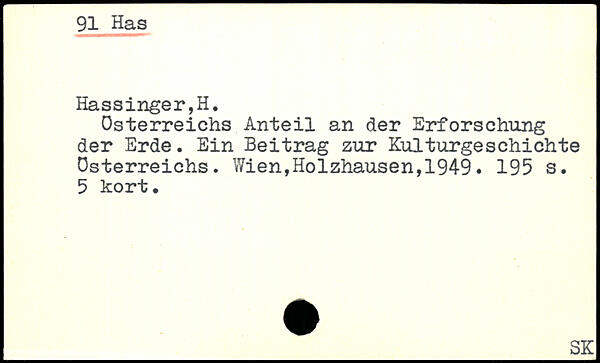 91 Has
Hassinger,H.
Österreichs Anteil an der Erforschung
der Erde. Ein Beitrag zur Kulturgeschichte
Österreichs. Wien,Holzhausen,1949. 195 s.
5 kort.
SK